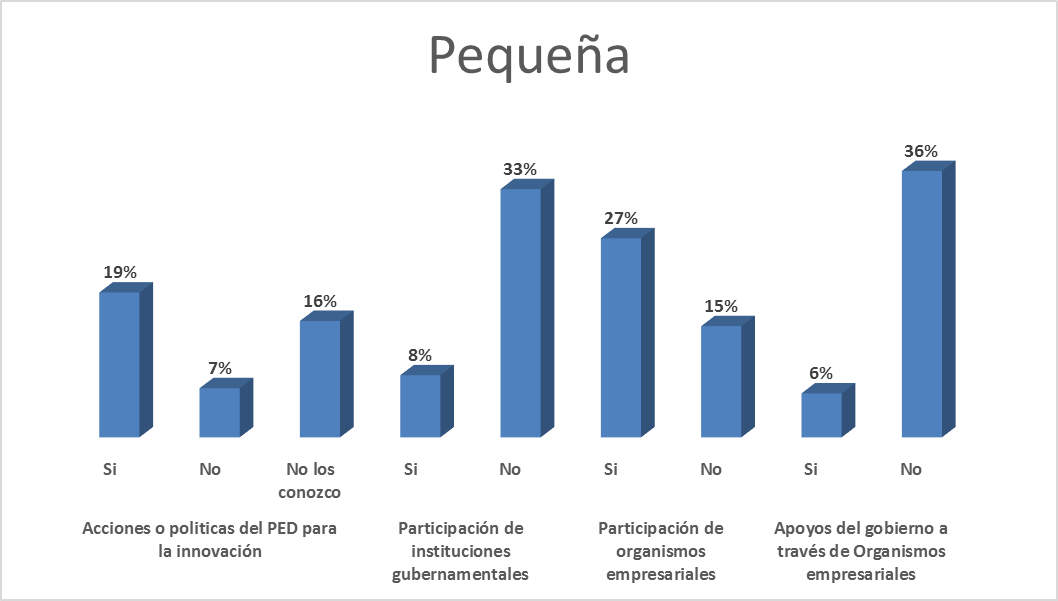 Pequeña
36%
33%
27%
19%
16%
15%
8%
7%
6%
Si
No
No los
conozco
Si
No
Si
No
Si
No
Acciones o politicas del PED para
la innovación
Participación de
instituciones
gubernamentales
Participación de
organismos
empresariales
Apoyos del gobierno a
través de Organismos
empresariales